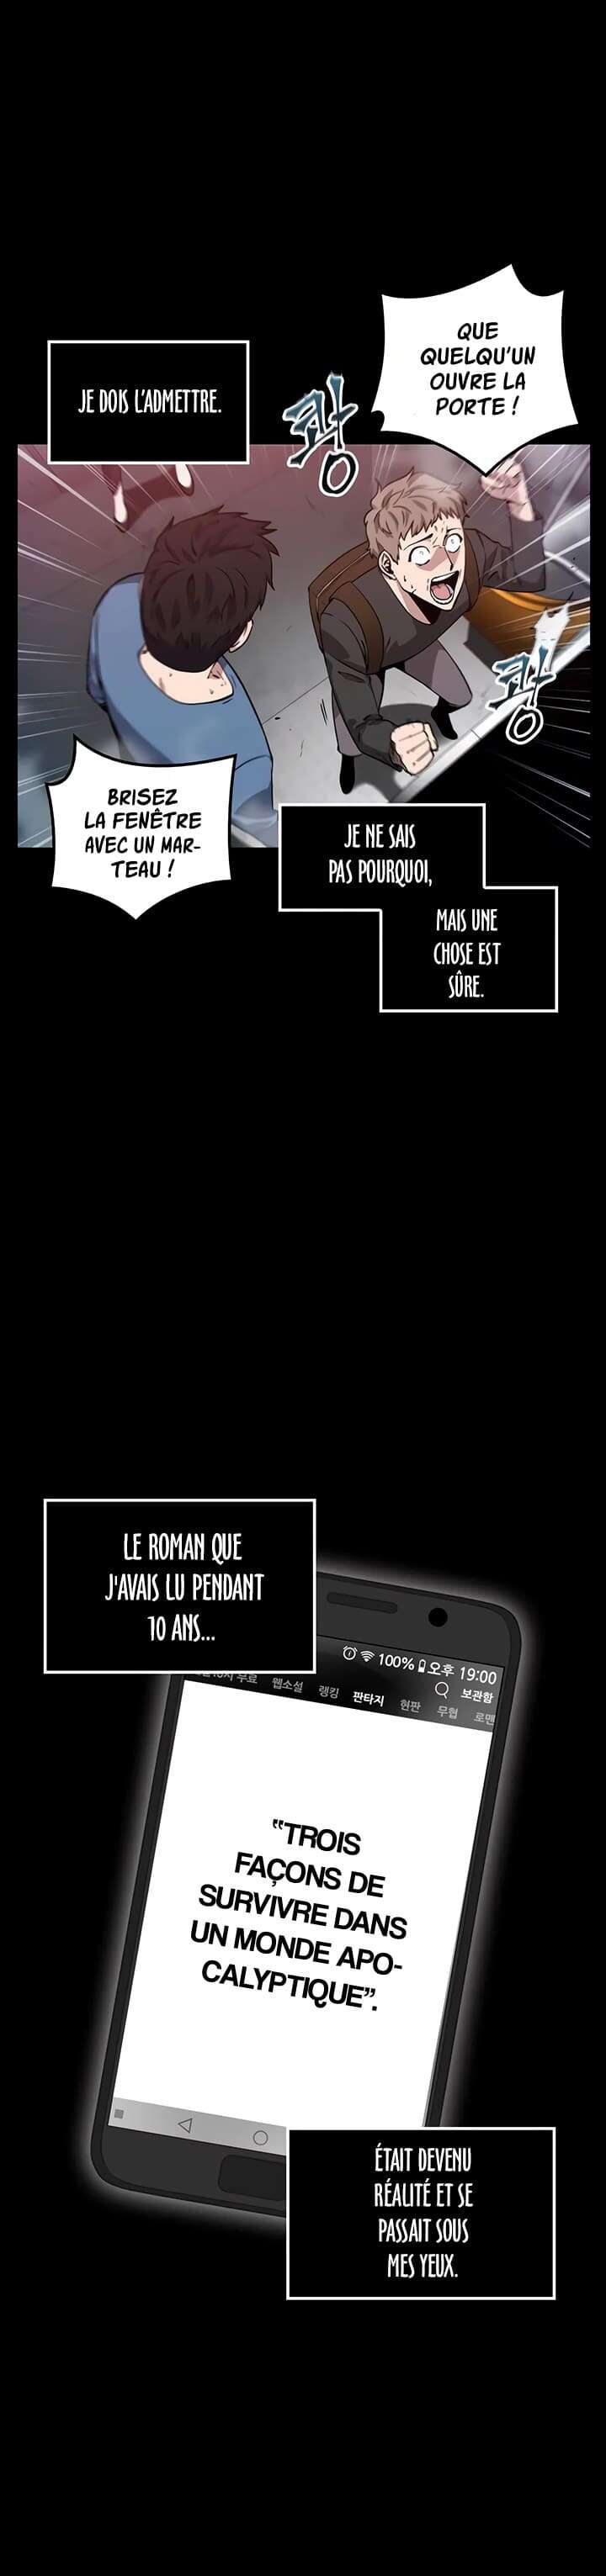 QUE
QUELQU'UN
OUVRE LA
PORTE !
JE DOIS L'ADMETTRE.
쾅
쾅
BRISEZ
LA FENÊTRE
AVEC UN MAR-
TEAU !
JE NE SAIS
PAS POURQUOI,
MAIS UNE
CHOSE EST
SÛRE.
LE ROMAN QUE
J'AVAIS LU PENDANT
10 ANS...
100% 오후 19:00
무료 웹소설 랭킹 판타지 현판 무협 로맨
보관함
“TROIS
FAÇONS DE
SURVIVRE DANS
UN MONDE APO-
CALYPTIQUE”.
ÉTAIT DEVENU
RÉALITÉ ET SE
PASSAIT SOUS
MES YEUX.